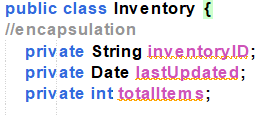 public class Inventory {
//encapsulation
private String inventoryID;
private Date lastUpdated;
private int totalItems;